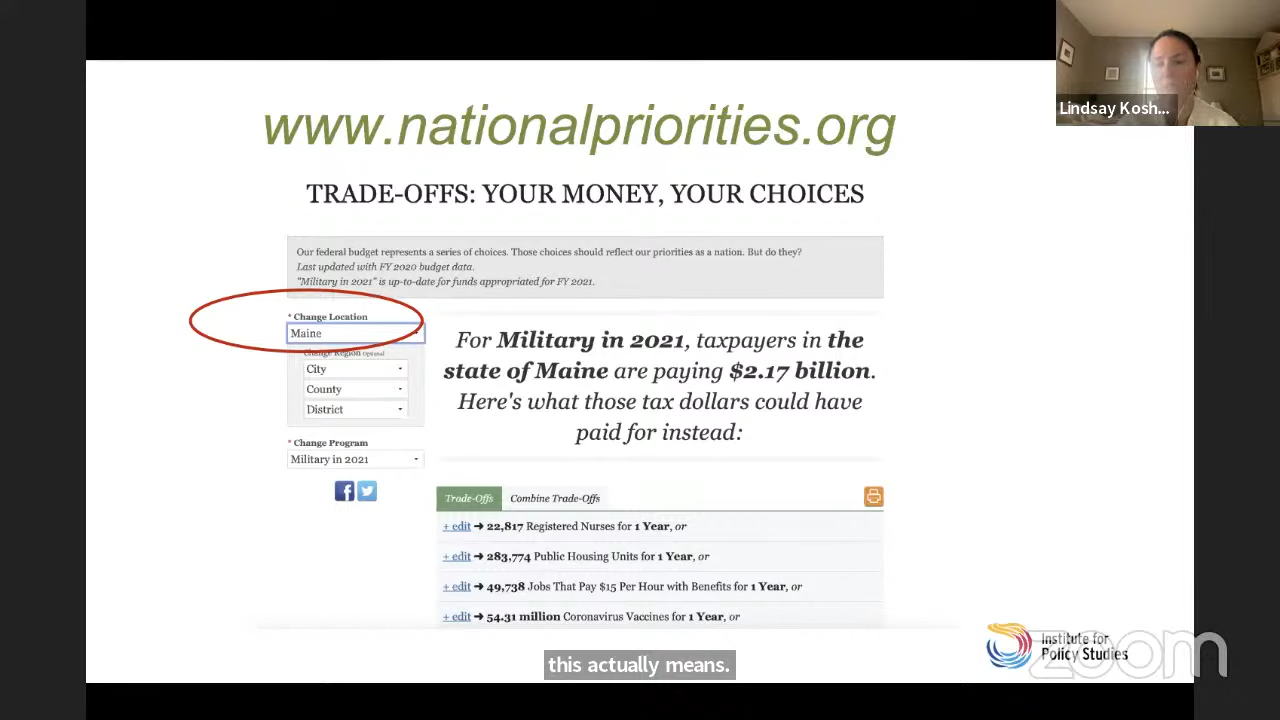 Lindsay Kosh...
www.nationalpriorities.org
TRADE-OFFS: YOUR MONEY, YOUR CHOICES
Our federal budget represents a series of choices. Those choices should reflect our priorities as a nation. But do they?
Last updated with FY 2020 budget data.
"Military in 2021" is up-to-date for funds appropriated for FY 2021.
* Change Location
Maine
Change Region Optional
City
County
District
* Change Program
Military in 2021
For Military in 2021, taxpayers in the
state of Maine are paying $2.17 billion.
Here's what those tax dollars could have
paid for instead:
Trade-Offs Combine Trade-Offs
+ edit ➔ 22,817 Registered Nurses for 1 Year, or
+ edit ➔ 283,774 Public Housing Units for 1 Year, or
+ edit ➔ 49,738 Jobs That Pay $15 Per Hour with Benefits for 1 Year, or
+ edit ➔ 54.31 million Coronavirus Vaccines for 1 Year, or
Institute for
Policy Studies
zoom
this actually means.